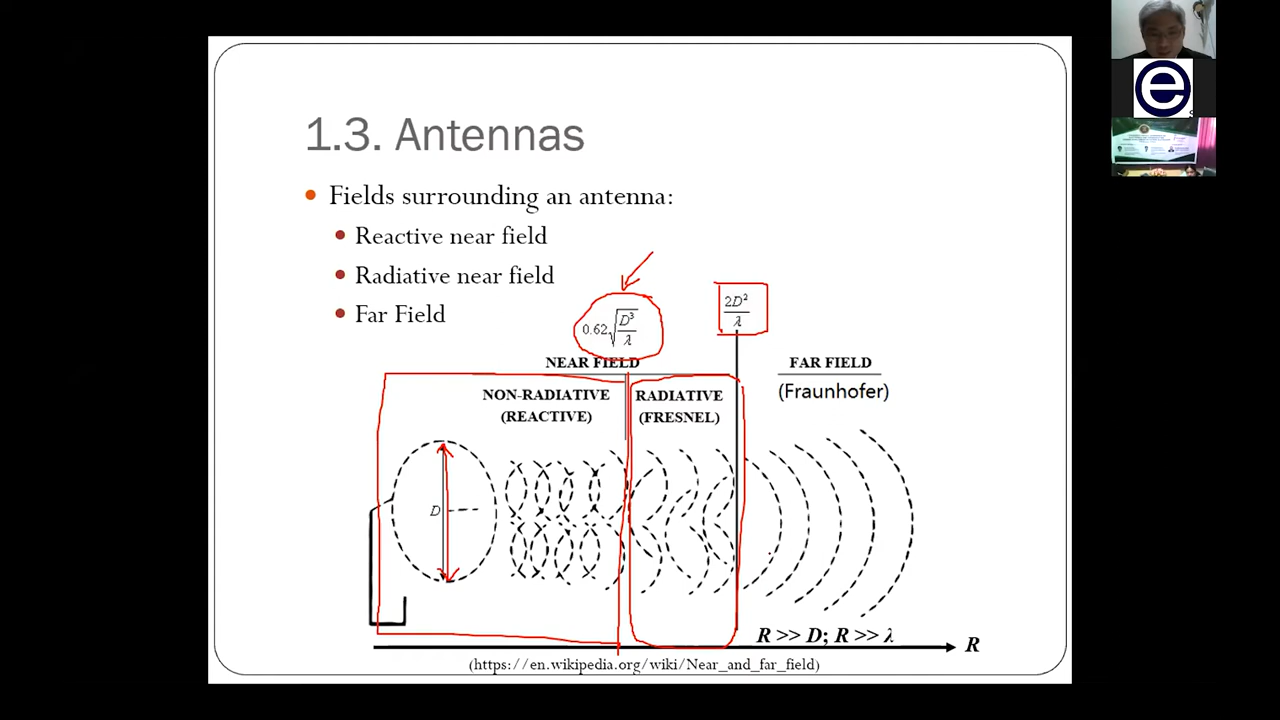 1.3. Antennas
Fields surrounding an antenna:
Reactive near field
Radiative near field
Far Field
0.62√(D³/λ)
2D²/λ
NEAR FIELD
FAR FIELD
(Fraunhofer)
NON-RADIATIVE
(REACTIVE)
RADIATIVE
(FRESNEL)
D
R >> D; R >> λ
R
(https://en.wikipedia.org/wiki/Near_and_far_field)
e